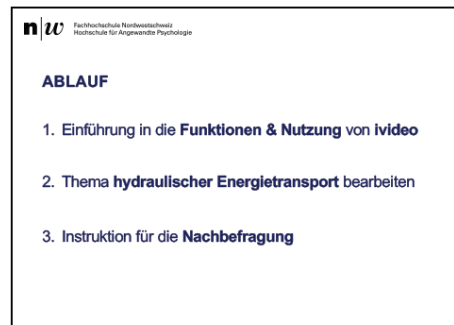 n|w Fachhochschule Nordwestschweiz
Hochschule für Angewandte Psychologie
ABLAUF
1. Einführung in die Funktionen & Nutzung von ivideo
2. Thema hydraulischer Energietransport bearbeiten
3. Instruktion für die Nachbefragung